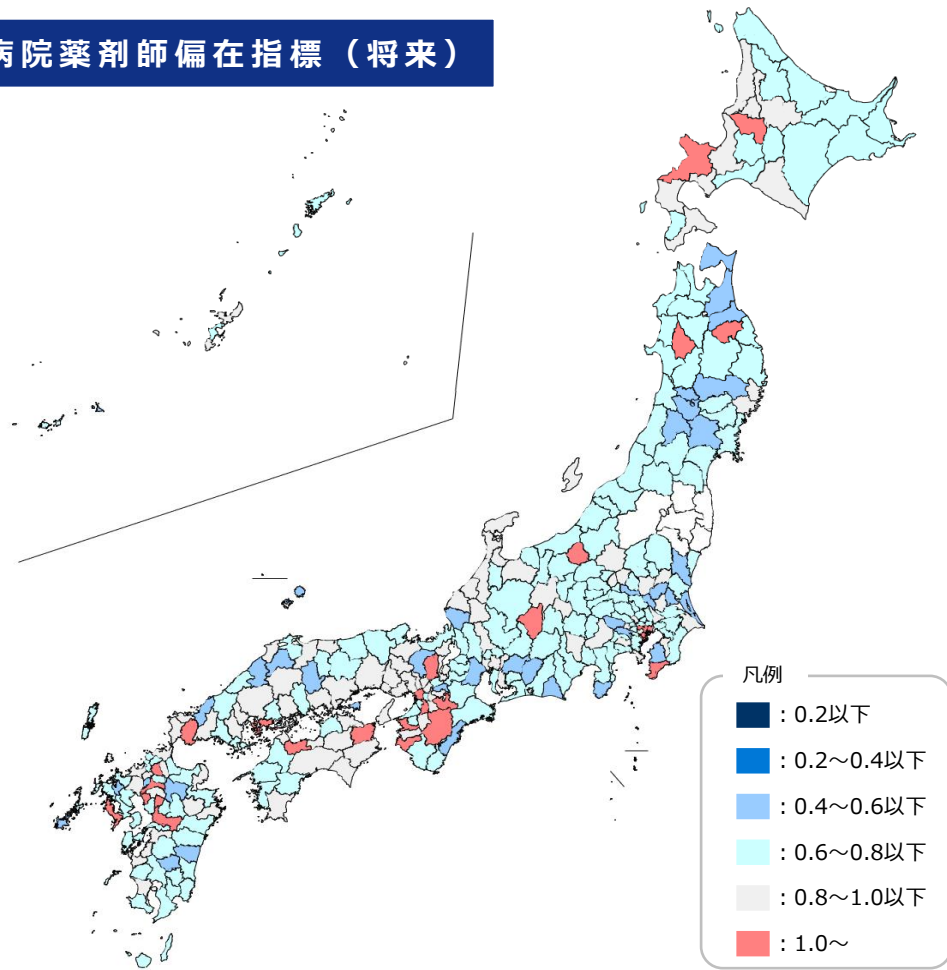 病院薬剤師偏在指標（将来）
凡例
：0.2以下
：0.2～0.4以下
：0.4～0.6以下
：0.6～0.8以下
：0.8～1.0以下
：1.0～